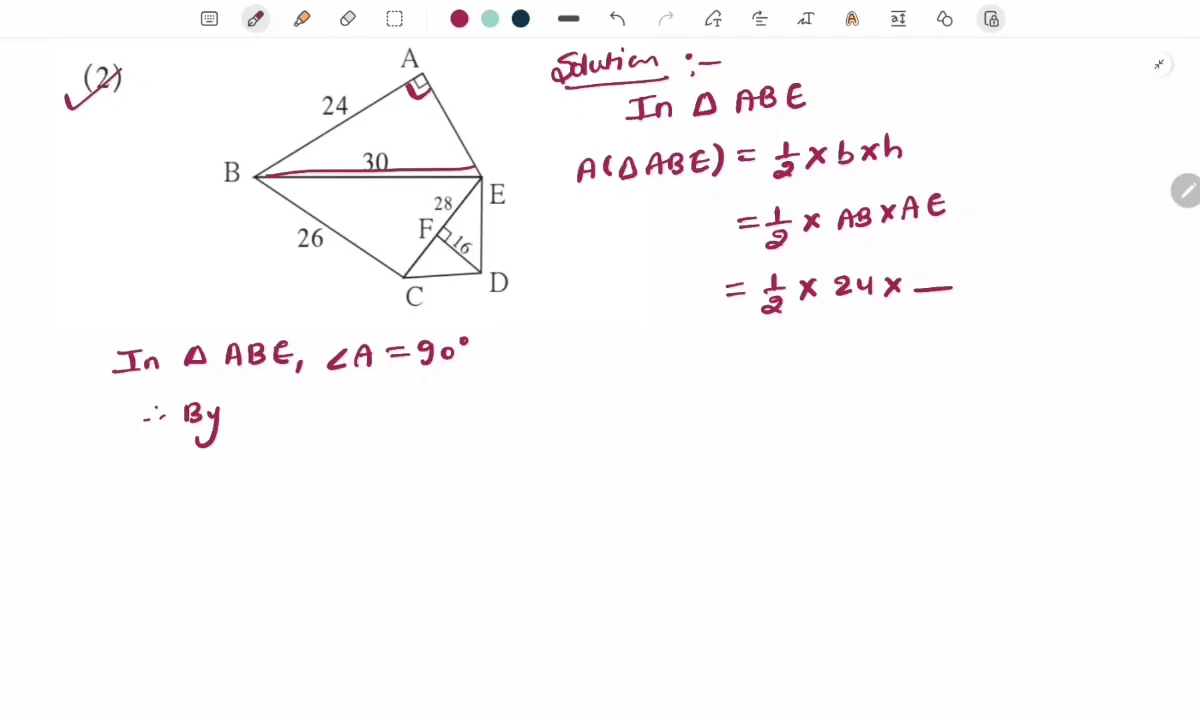 (2)
A
24
B
30
E
28
F
16
26
C
D
Solution :-
In Δ ABE
A(Δ ABE) = 1/2 × b×h
= 1/2 × AB×AE
= 1/2 × 24× __
In Δ ABE, ∠A = 90°
∴ By